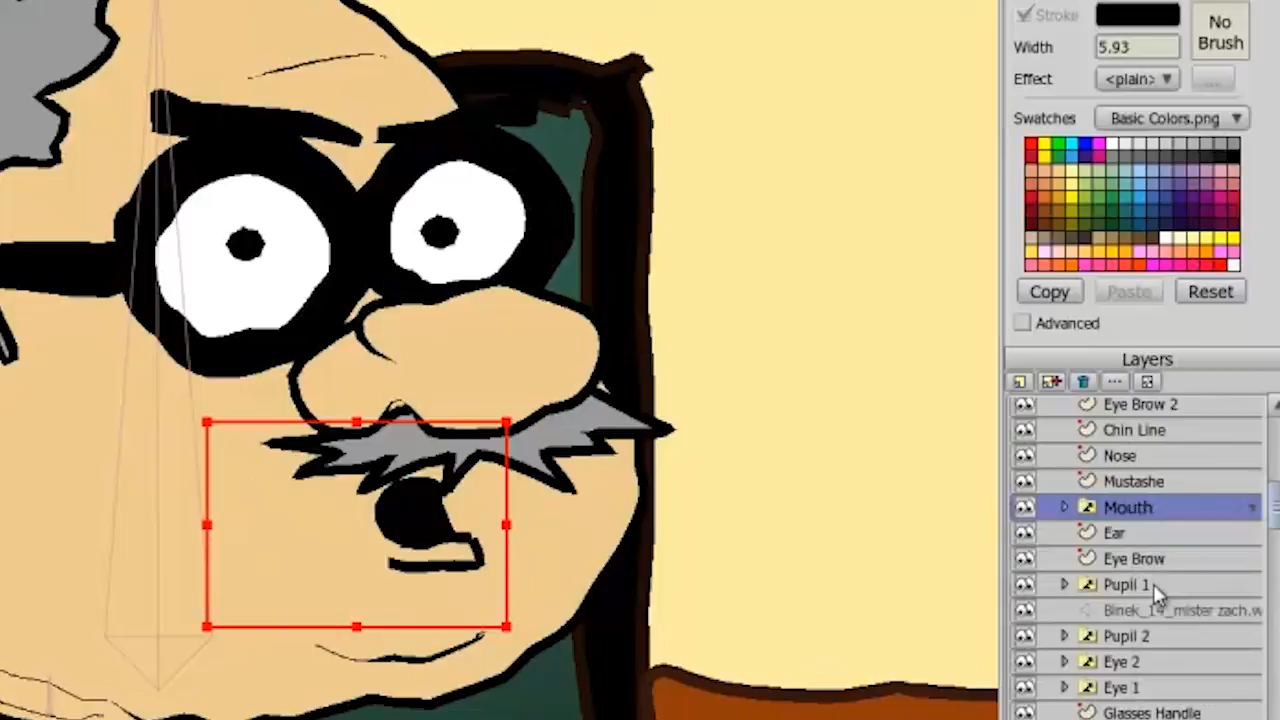 Stroke
No
Brush
Width
5.93
Effect
<plain>
...
Swatches
Basic Colors.png
Copy
Paste
Reset
Advanced
Layers
Eye Brow 2
Chin Line
Nose
Mustashe
Mouth
Ear
Eye Brow
Pupil 1
Binek_14_mister zach.w
Pupil 2
Eye 2
Eye 1
Glasses Handle